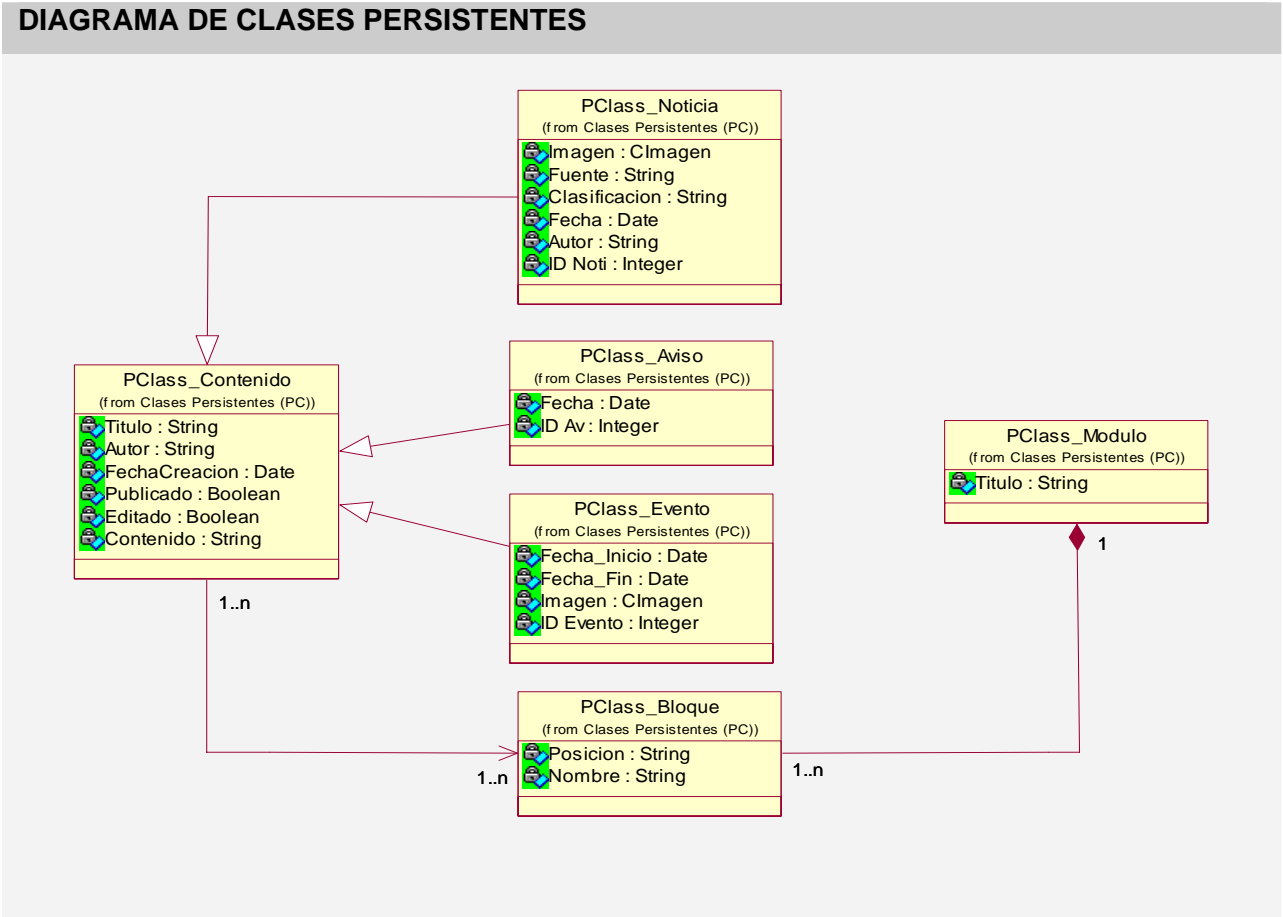 DIAGRAMA DE CLASES PERSISTENTES
PClass_Noticia
(from Clases Persistentes (PC))
Imagen : CImagen
Fuente : String
Clasificacion : String
Fecha : Date
Autor : String
ID Noti : Integer
PClass_Contenido
(from Clases Persistentes (PC))
Titulo : String
Autor : String
FechaCreacion : Date
Publicado : Boolean
Editado : Boolean
Contenido : String
1..n
PClass_Aviso
(from Clases Persistentes (PC))
Fecha : Date
ID Av : Integer
PClass_Evento
(from Clases Persistentes (PC))
Fecha_Inicio : Date
Fecha_Fin : Date
Imagen : CImagen
ID Evento : Integer
PClass_Modulo
(from Clases Persistentes (PC))
Titulo : String
1
PClass_Bloque
(from Clases Persistentes (PC))
Posicion : String
Nombre : String
1..n
1..n